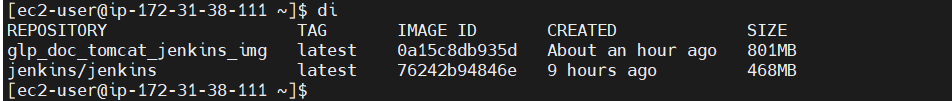 [ec2-user@ip-172-31-38-111 ~]$ di
REPOSITORY TAG IMAGE ID CREATED SIZE
glp_doc_tomcat_jenkins_img latest 0a15c8db935d About an hour ago 801MB
jenkins/jenkins latest 76242b94846e 9 hours ago 468MB
[ec2-user@ip-172-31-38-111 ~]$